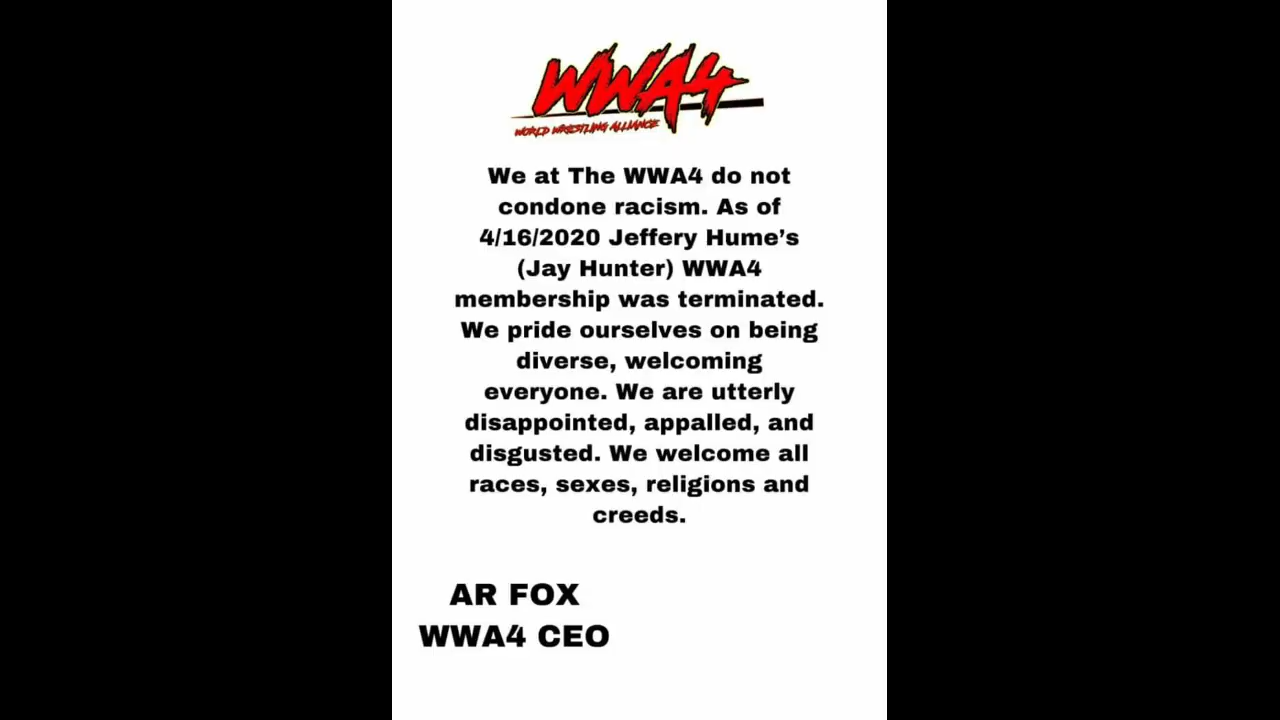 WWA4
WORLD WRESTLING ALLIANCE
We at The WWA4 do not
condone racism. As of
4/16/2020 Jeffery Hume’s
(Jay Hunter) WWA4
membership was terminated.
We pride ourselves on being
diverse, welcoming
everyone. We are utterly
disappointed, appalled, and
disgusted. We welcome all
races, sexes, religions and
creeds.
AR FOX
WWA4 CEO